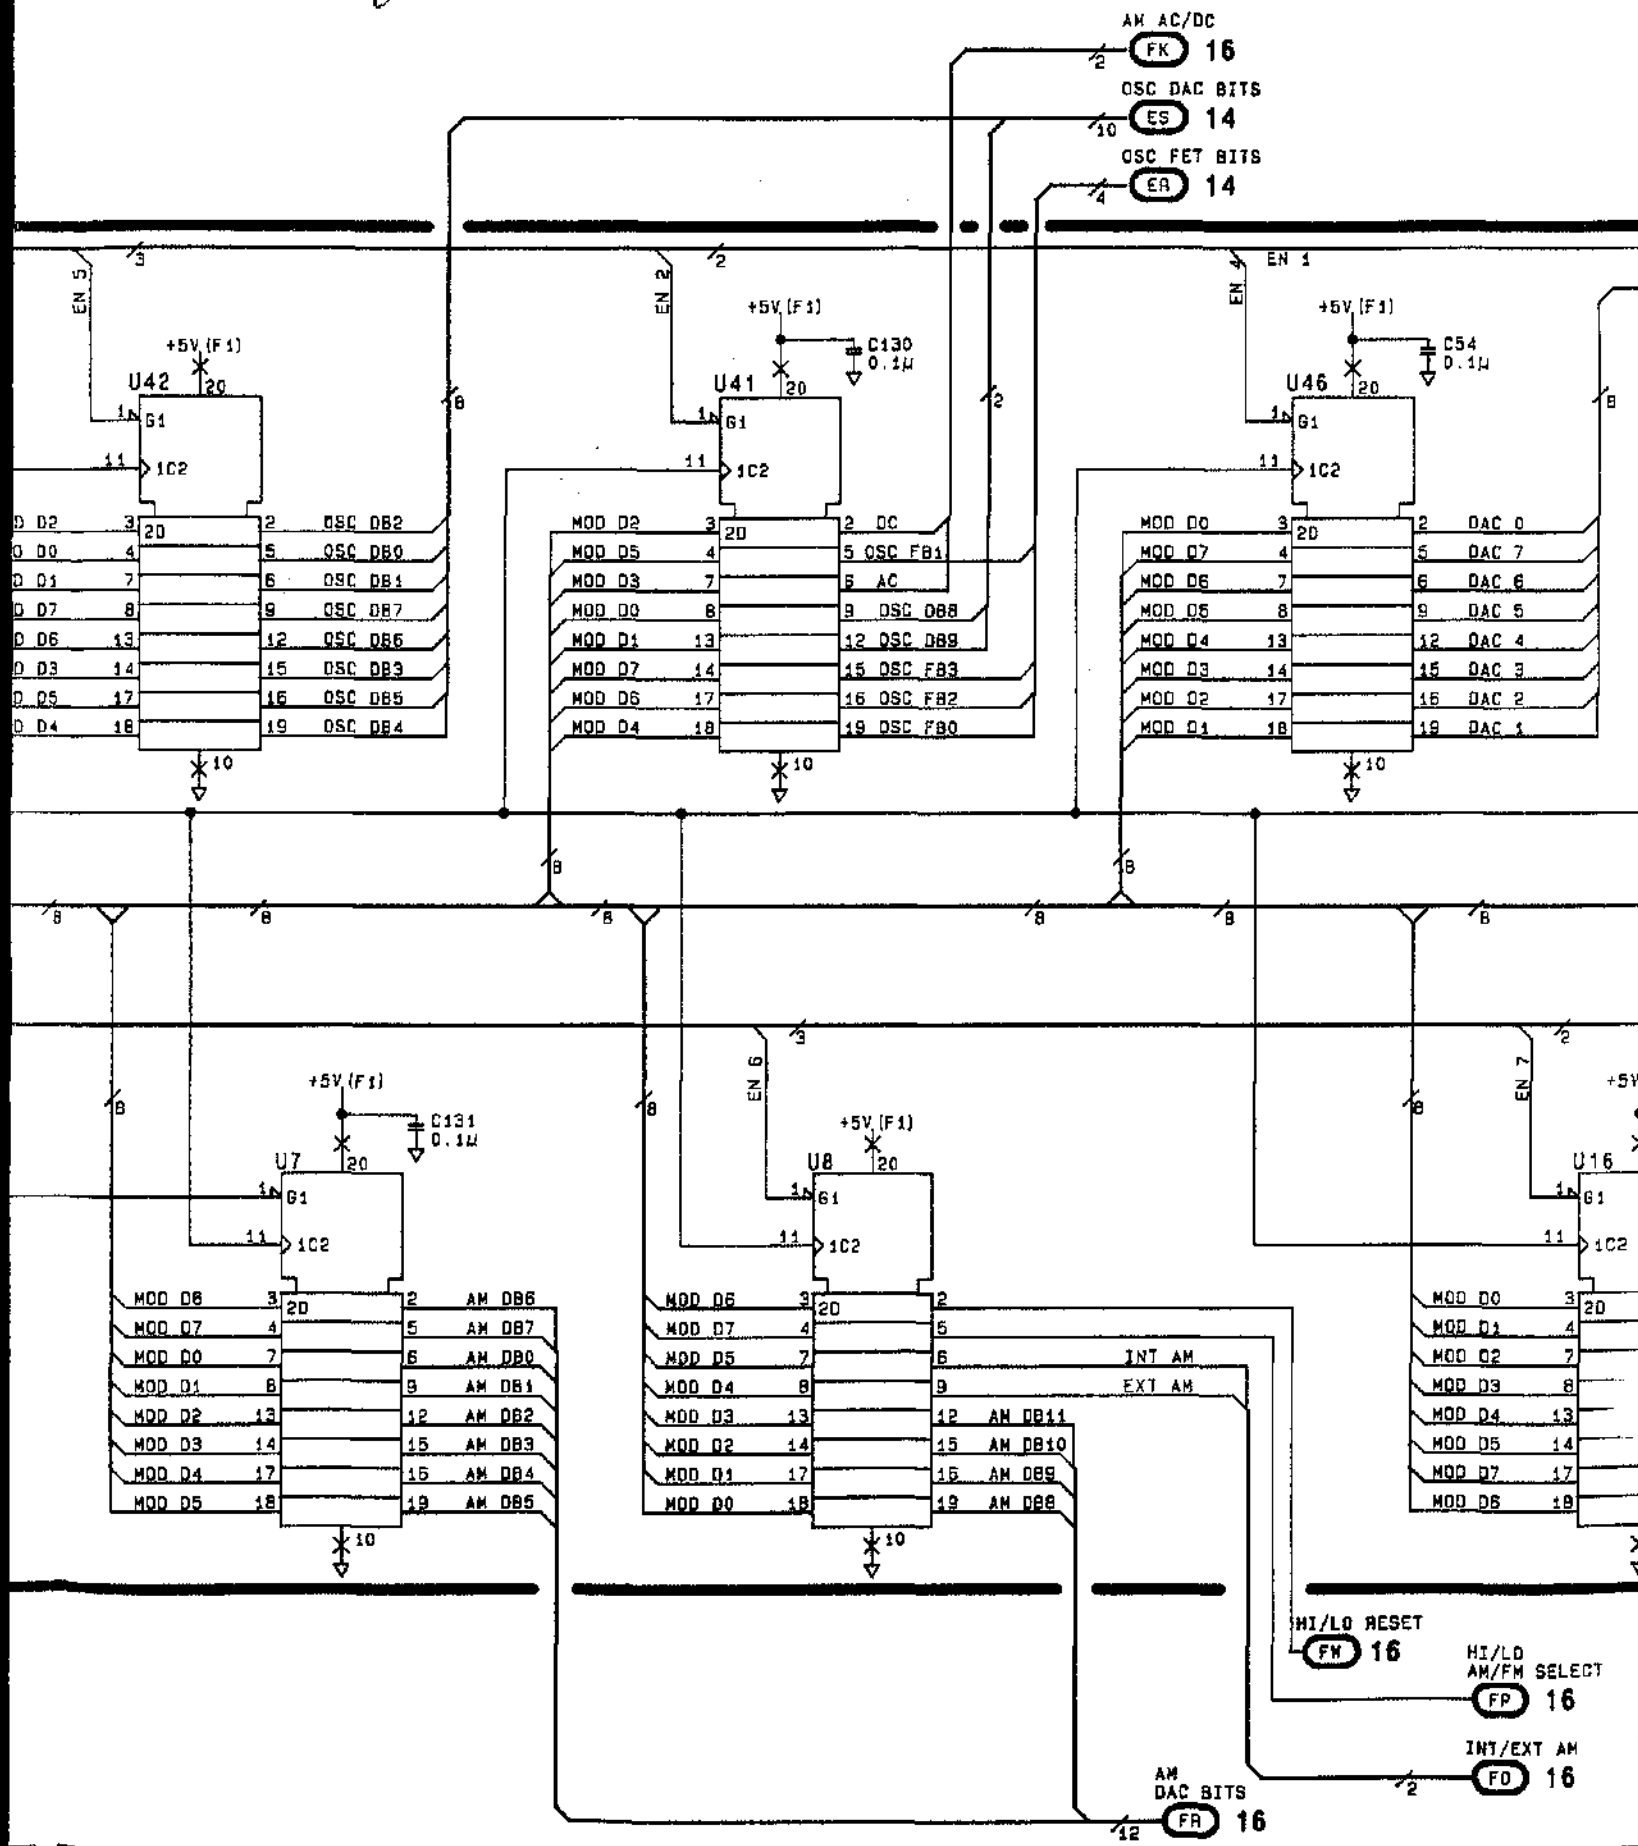 AM AC/DC
FK 16
2
OSC DAC BITS
ES 14
10
OSC FET BITS
4
14
3
2
EN 5
EN 2
EN 4
EN 1
+5V(F1)
+5V(F1)
C130
0.1µ
+5V(F1)
C54
0.1µ
8
2
8
U42
20
1 G1
11 1C2
D D2 3 2D 2 OSC DB2
D D0 4 5 OSC DB0
D D1 7 6 OSC DB1
D D7 8 9 OSC DB7
D D6 13 12 OSC DB6
D D3 14 15 OSC DB3
D D5 17 16 OSC DB5
D D4 18 19 OSC DB4
10
U41
20
1 G1
11 1C2
MOD D2 3 2D 2 DC
MOD D5 4 5 OSC FB1
MOD D3 7 6 AC
MOD D0 8 9 OSC DB8
MOD D1 13 12 OSC DB9
MOD D7 14 15 OSC FB3
MOD D6 17 16 OSC FB2
MOD D4 18 19 OSC FB0
10
U46
20
1 G1
11 1C2
MOD D0 3 2D 2 DAC 0
MOD D7 4 5 DAC 7
MOD D6 7 6 DAC 6
MOD D5 8 9 DAC 5
MOD D4 13 12 DAC 4
MOD D3 14 15 DAC 3
MOD D2 17 16 DAC 2
MOD D1 18 19 DAC 1
10
8 8
8 8 8 8 8 8
3 2
EN 6
EN 7
8 8 8
+5V(F1)
C131
0.1µ
+5V(F1)
+5V
U7
20
1 G1
11 1C2
MOD D6 3 2D 2 AM DB6
MOD D7 4 5 AM DB7
MOD D0 7 6 AM DB0
MOD D1 8 9 AM DB1
MOD D2 13 12 AM DB2
MOD D3 14 15 AM DB3
MOD D4 17 16 AM DB4
MOD D5 18 19 AM DB5
10
U8
20
1 G1
11 1C2
MOD D6 3 2D 2
MOD D7 4 5
MOD D5 7 6 INT AM
MOD D4 8 9 EXT AM
MOD D3 13 12 AM DB11
MOD D2 14 15 AM DB10
MOD D1 17 16 AM DB9
MOD D0 18 19 AM DB8
10
U16
1 G1
11 1C2
MOD D0 3 2D
MOD D1 4
MOD D2 7
MOD D3 8
MOD D4 13
MOD D5 14
MOD D7 17
MOD D6 18
HI/LO RESET
16
HI/LO
AM/FM SELECT
FP 16
INT/EXT AM
2
16
AM
DAC BITS
12
16